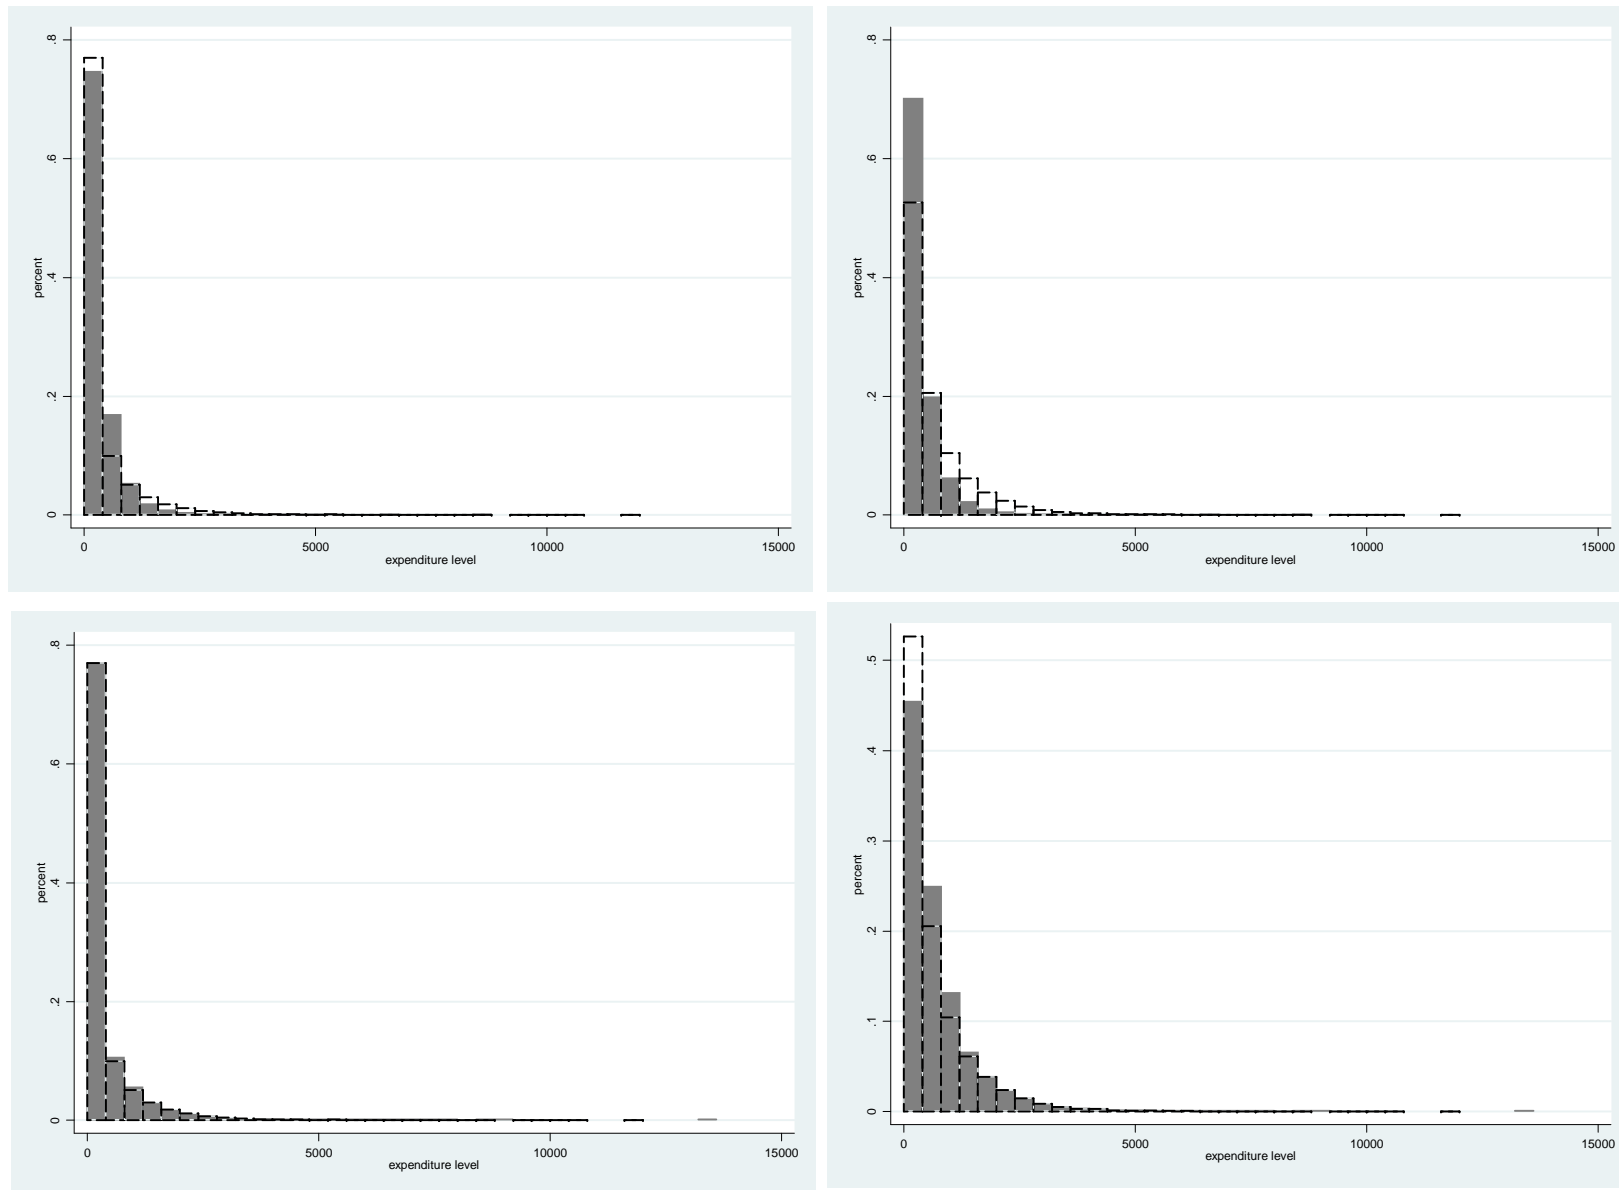 .8
.6
.4
.2
0
percent
0 5000 10000 15000
expenditure level
.8
.6
.4
.2
0
percent
0 5000 10000 15000
expenditure level
.8
.6
.4
.2
0
percent
0 5000 10000 15000
expenditure level
.5
.4
.3
.2
.1
0
percent
0 5000 10000 15000
expenditure level